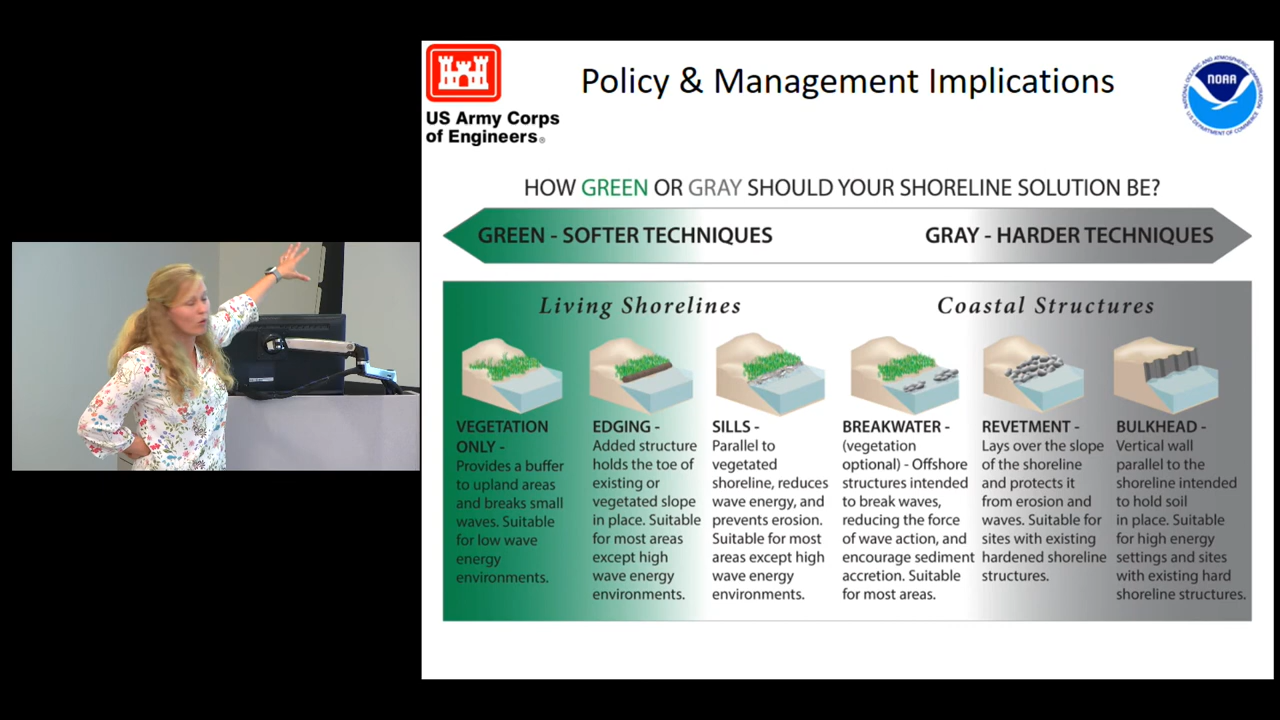 US Army Corps
of Engineers®
Policy & Management Implications
NOAA
NATIONAL OCEANIC AND ATMOSPHERIC ADMINISTRATION
U.S. DEPARTMENT OF COMMERCE
HOW GREEN OR GRAY SHOULD YOUR SHORELINE SOLUTION BE?
GREEN - SOFTER TECHNIQUES
GRAY - HARDER TECHNIQUES
Living Shorelines
Coastal Structures
VEGETATION
ONLY -
Provides a buffer
to upland areas
and breaks small
waves. Suitable
for low wave
energy
environments.
EDGING -
Added structure
holds the toe of
existing or
vegetated slope
in place. Suitable
for most areas
except high
wave energy
environments.
SILLS -
Parallel to
vegetated
shoreline, reduces
wave energy, and
prevents erosion.
Suitable for most
areas except high
wave energy
environments.
BREAKWATER -
(vegetation
optional) - Offshore
structures intended
to break waves,
reducing the force
of wave action, and
encourage sediment
accretion. Suitable
for most areas.
REVETMENT -
Lays over the slope
of the shoreline
and protects it
from erosion and
waves. Suitable for
sites with existing
hardened shoreline
structures.
BULKHEAD -
Vertical wall
parallel to the
shoreline intended
to hold soil
in place. Suitable
for high energy
settings and sites
with existing hard
shoreline structures.